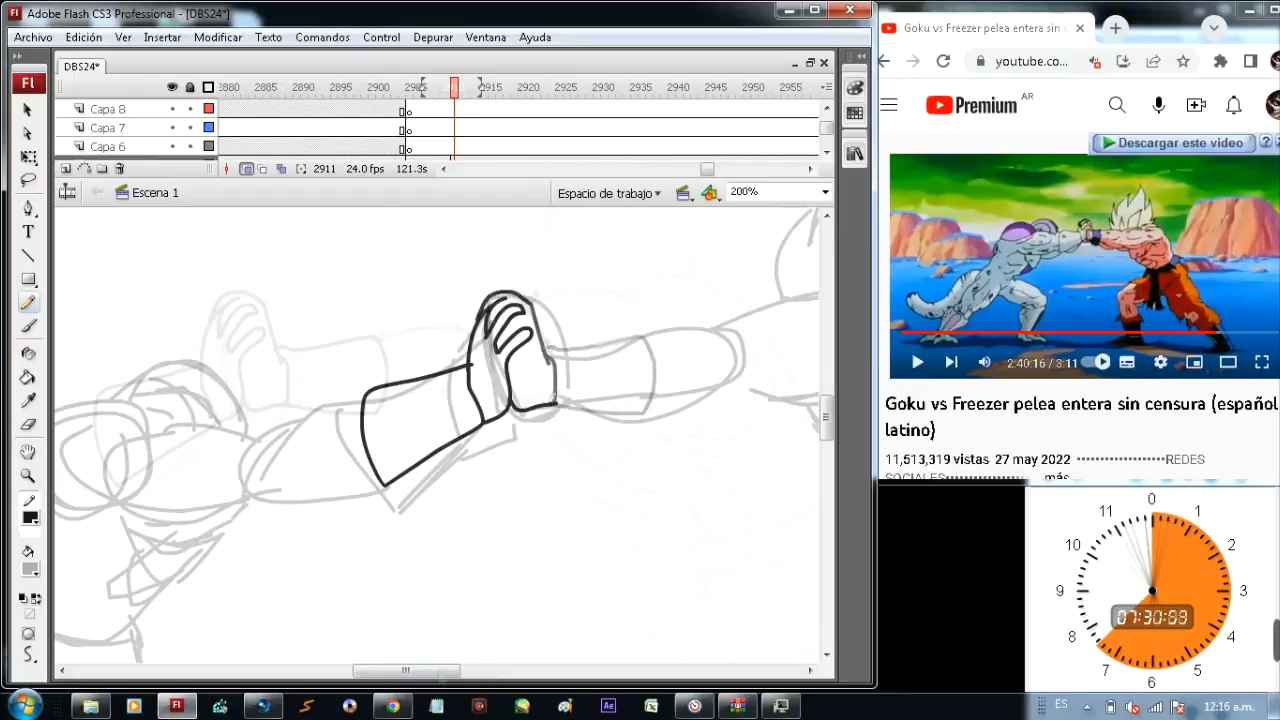 Adobe Flash CS3 Professional - [DBS24*]
Archivo Edición Ver Insertar Modificar Texto Comandos Control Depurar Ventana Ayuda
DBS24*
2880 2885 2890 2895 2900 2915 2920 2925 2930 2935 2940 2945 2950 2955
Capa 8
Capa 7
Capa 6
2911 24.0 fps 121.3s
Escena 1
Espacio de trabajo
200%
Fl
T
Goku vs Freezer pelea entera sin
youtube.co...
Premium AR
Descargar este video
2:40:16 / 3:11
Goku vs Freezer pelea entera sin censura (español
latino)
11,513,319 vistas 27 may 2022 REDES
SOCIALES
más
0
11 1
10 2
9 3
8 4
7 5
6
Fl
Ae
ES
12:16 a.m.